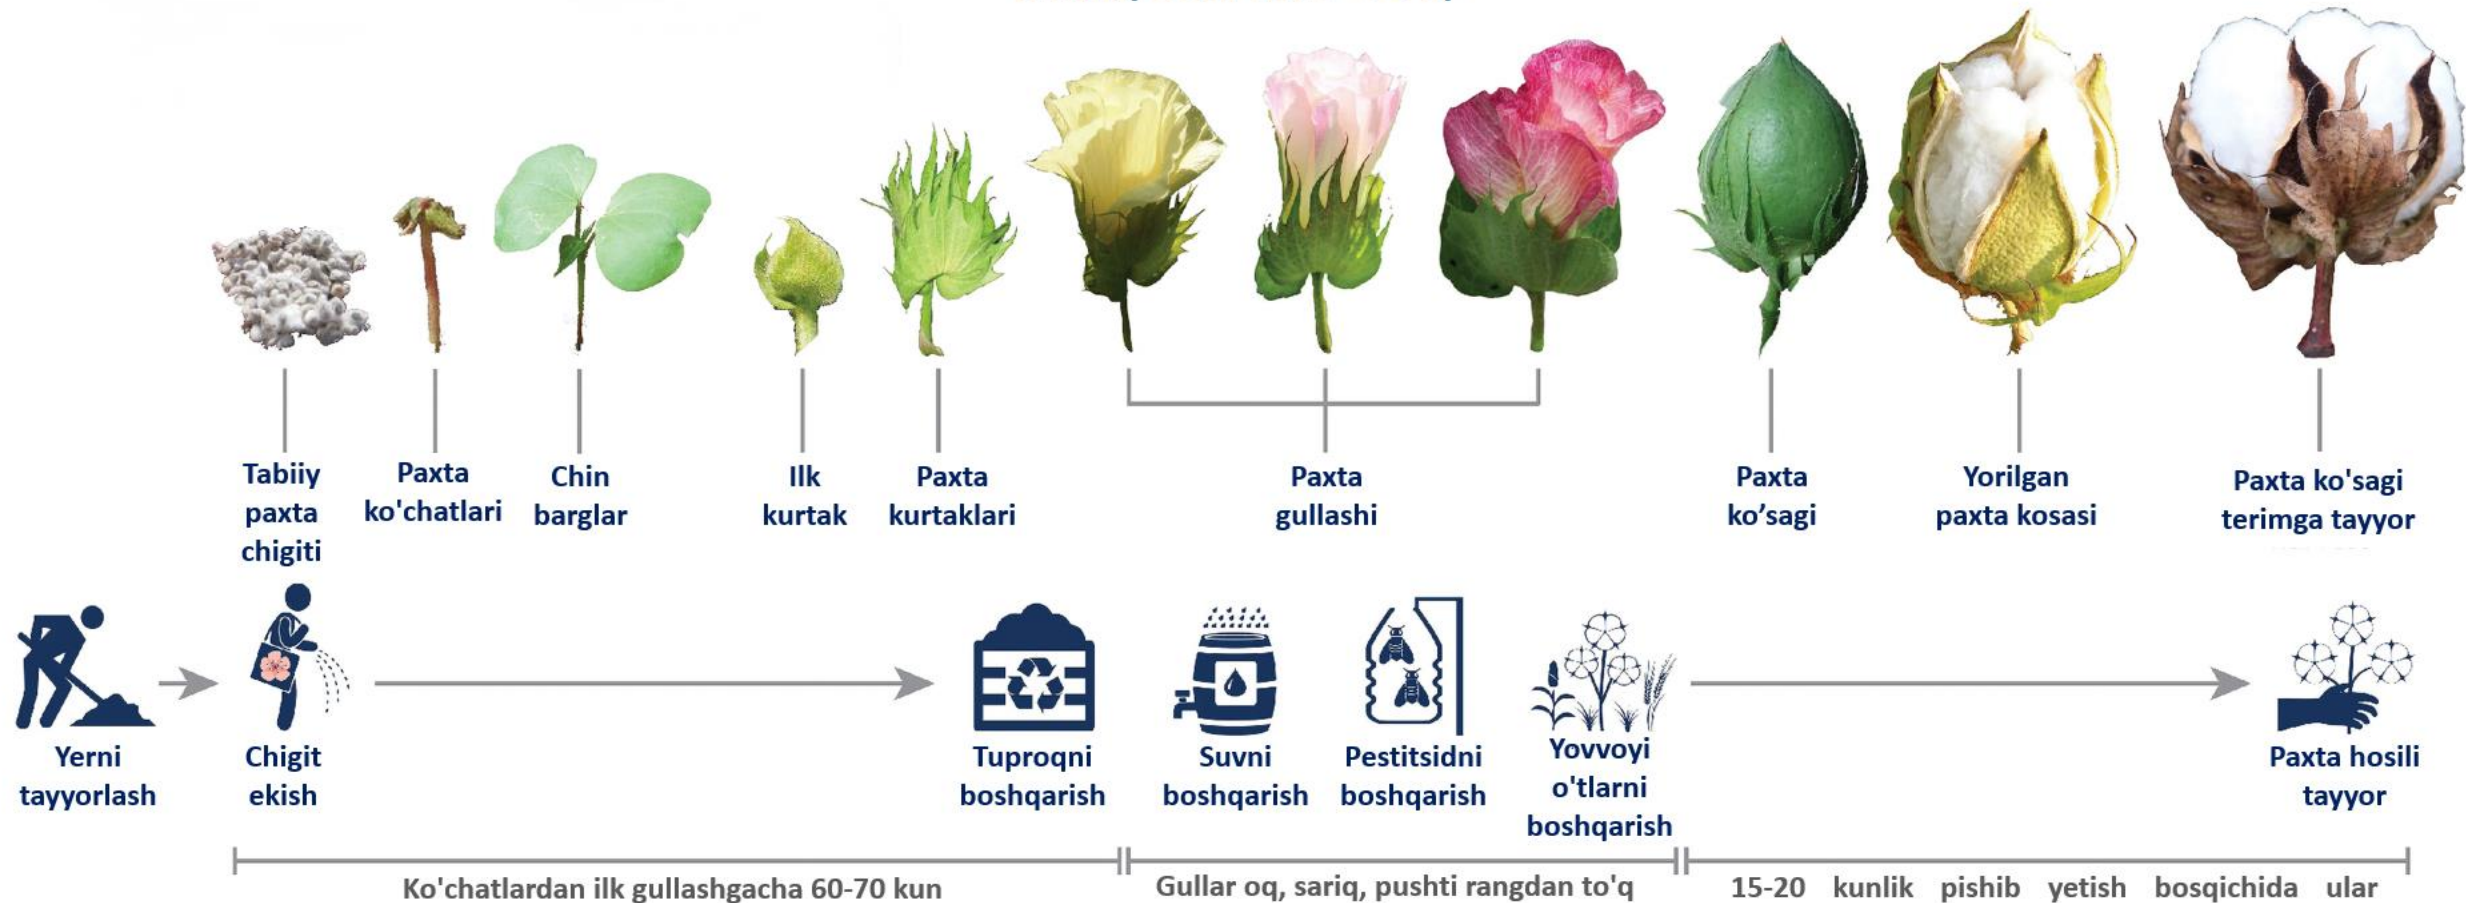 Tabiiy
paxta
chigiti
Paxta
ko'chatlari
Chin
barglar
Ilk
kurtak
Paxta
kurtaklari
Paxta
gullashi
Paxta
ko’sagi
Yorilgan
paxta kosasi
Paxta ko'sagi
terimga tayyor
Yerni
tayyorlash
Chigit
ekish
Tuproqni
boshqarish
Suvni
boshqarish
Pestitsidni
boshqarish
Yovvoyi
o'tlarni
boshqarish
Paxta hosili
tayyor
Ko'chatlardan ilk gullashgacha 60-70 kun
Gullar oq, sariq, pushti rangdan to'q
15-20 kunlik pishib yetish bosqichida ular